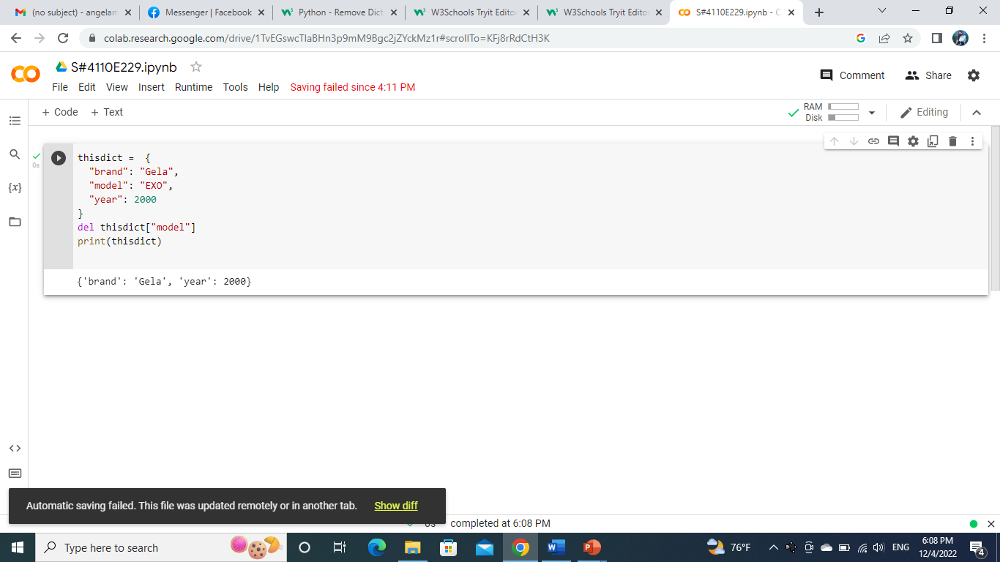 (no subject) - angelam
Messenger | Facebook
Python - Remove Dict
W3Schools Tryit Editor
W3Schools Tryit Editor
S#4110E229.ipynb - C
colab.research.google.com/drive/1TvEGswcTIaBHn3p9mM9Bgc2jZYckMz1r#scrollTo=KFj8rRdCtH3K
S#4110E229.ipynb
Comment
Share
File Edit View Insert Runtime Tools Help Saving failed since 4:11 PM
+ Code + Text
RAM
Disk
Editing
{x}
0s
thisdict =  {
  "brand": "Gela",
  "model": "EXO",
  "year": 2000
}
del thisdict["model"]
print(thisdict)
{'brand': 'Gela', 'year': 2000}
Automatic saving failed. This file was updated remotely or in another tab. Show diff
0s completed at 6:08 PM
Type here to search
76°F
ENG
6:08 PM
12/4/2022
4